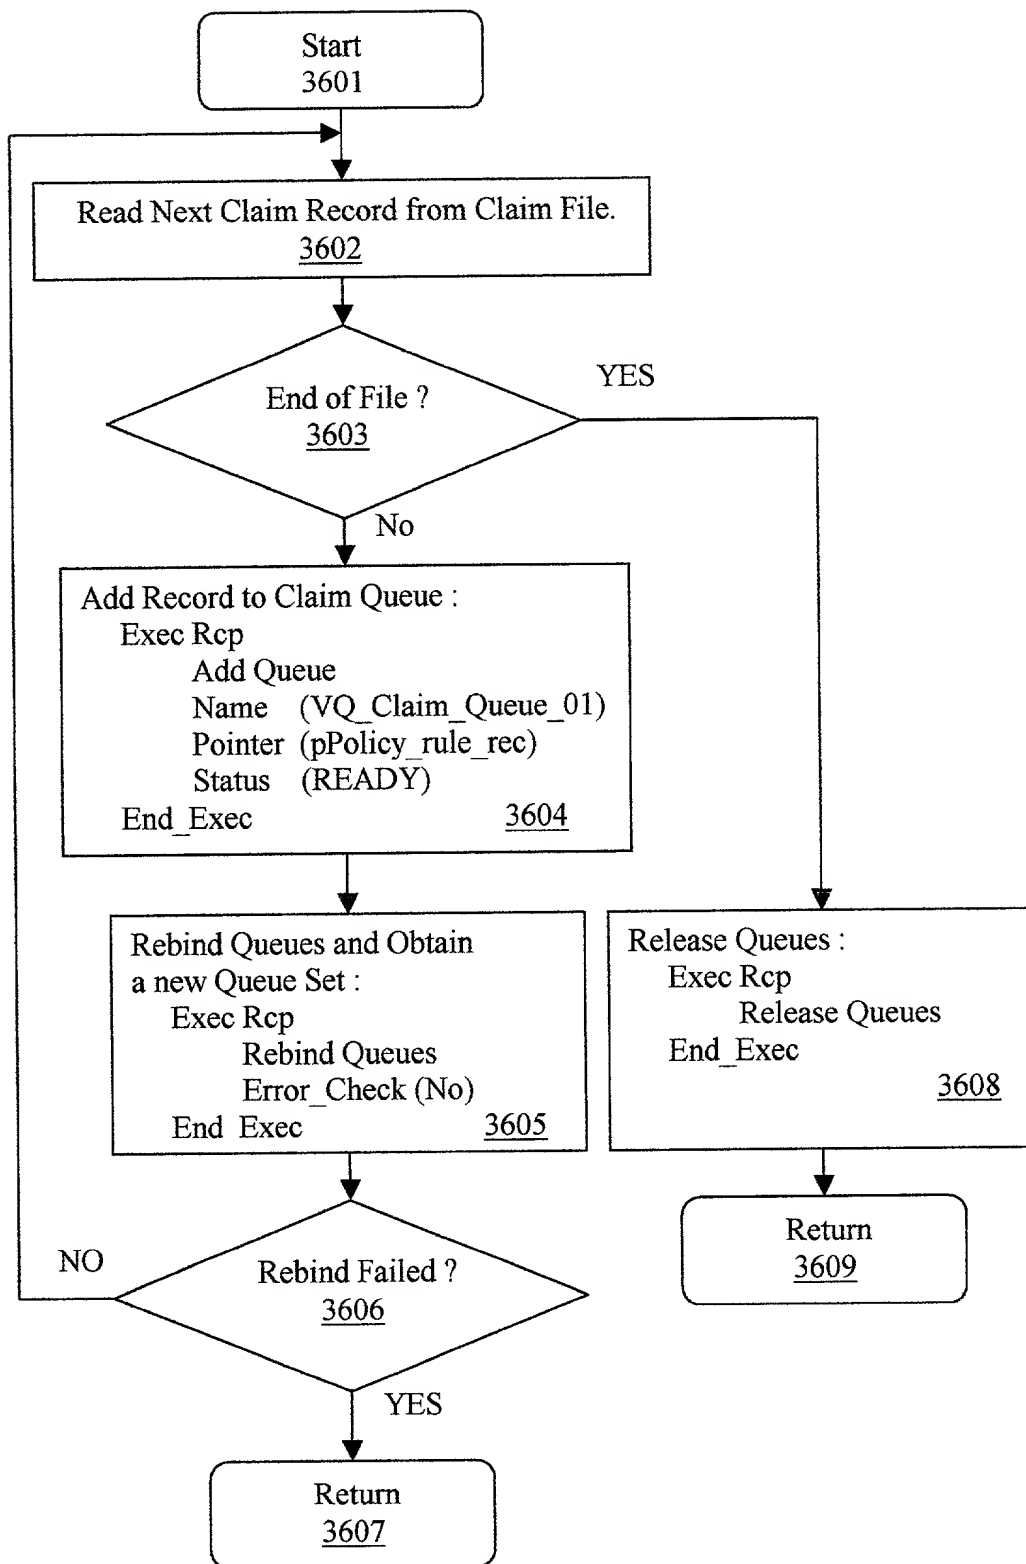 Start
3601
Read Next Claim Record from Claim File.
3602
End of File ?
3603
YES
No
Add Record to Claim Queue :
Exec Rcp
Add Queue
Name (VQ_Claim_Queue_01)
Pointer (pPolicy_rule_rec)
Status (READY)
End_Exec 3604
Rebind Queues and Obtain
a new Queue Set :
Exec Rcp
Rebind Queues
Error_Check (No)
End Exec 3605
Release Queues :
Exec Rcp
Release Queues
End_Exec
3608
Return
3609
NO
Rebind Failed ?
3606
YES
Return
3607